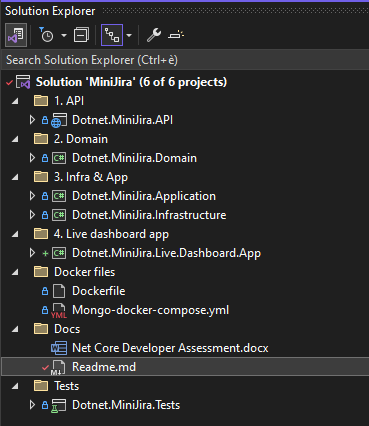 Solution Explorer
Search Solution Explorer (Ctrl+è)
Solution 'MiniJira' (6 of 6 projects)
1. API
Dotnet.MiniJira.API
2. Domain
C# Dotnet.MiniJira.Domain
3. Infra & App
C# Dotnet.MiniJira.Application
C# Dotnet.MiniJira.Infrastructure
4. Live dashboard app
C# Dotnet.MiniJira.Live.Dashboard.App
Docker files
Dockerfile
YML Mongo-docker-compose.yml
Docs
Net Core Developer Assessment.docx
M↓ Readme.md
Tests
Dotnet.MiniJira.Tests